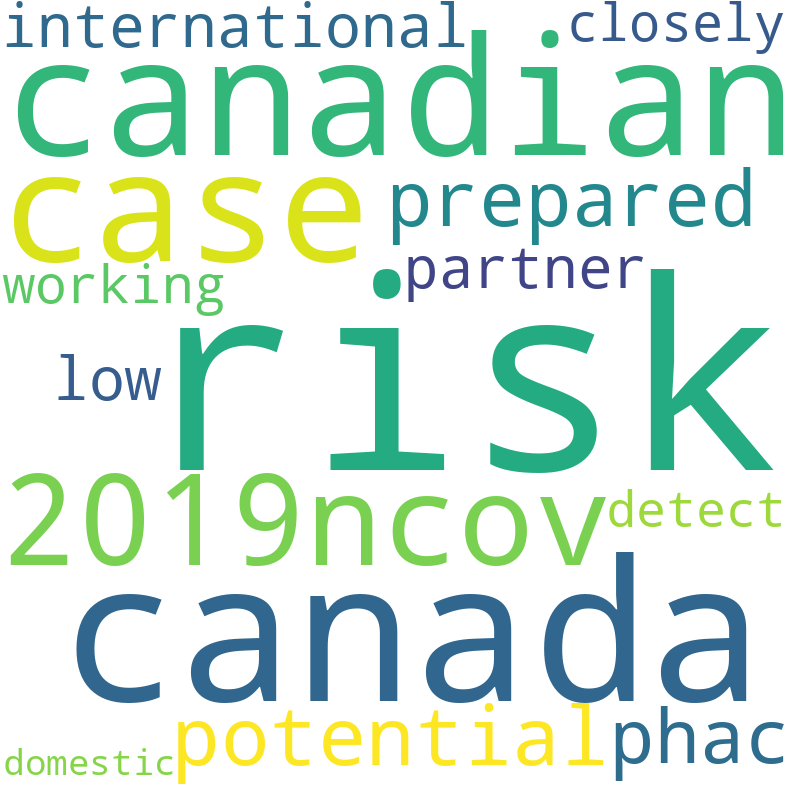 international closely
canadian
case prepared
working partner
risk
low
2019ncov detect
canada
potential phac
domestic